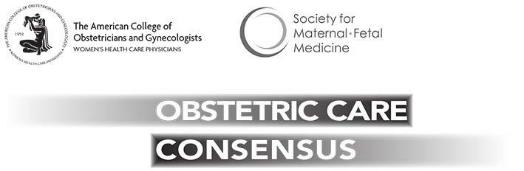 The American College of
Obstetricians and Gynecologists
WOMEN'S HEALTH CARE PHYSICIANS
Society for
Maternal·Fetal
Medicine
OBSTETRIC CARE
CONSENSUS